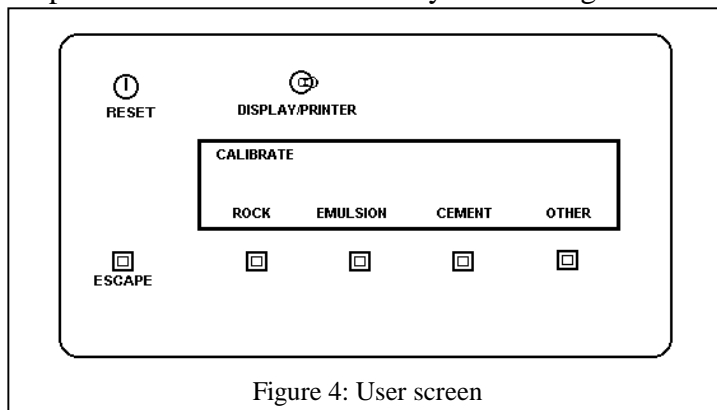 RESET
DISPLAY/PRINTER
CALIBRATE
ROCK EMULSION CEMENT OTHER
ESCAPE
Figure 4: User screen